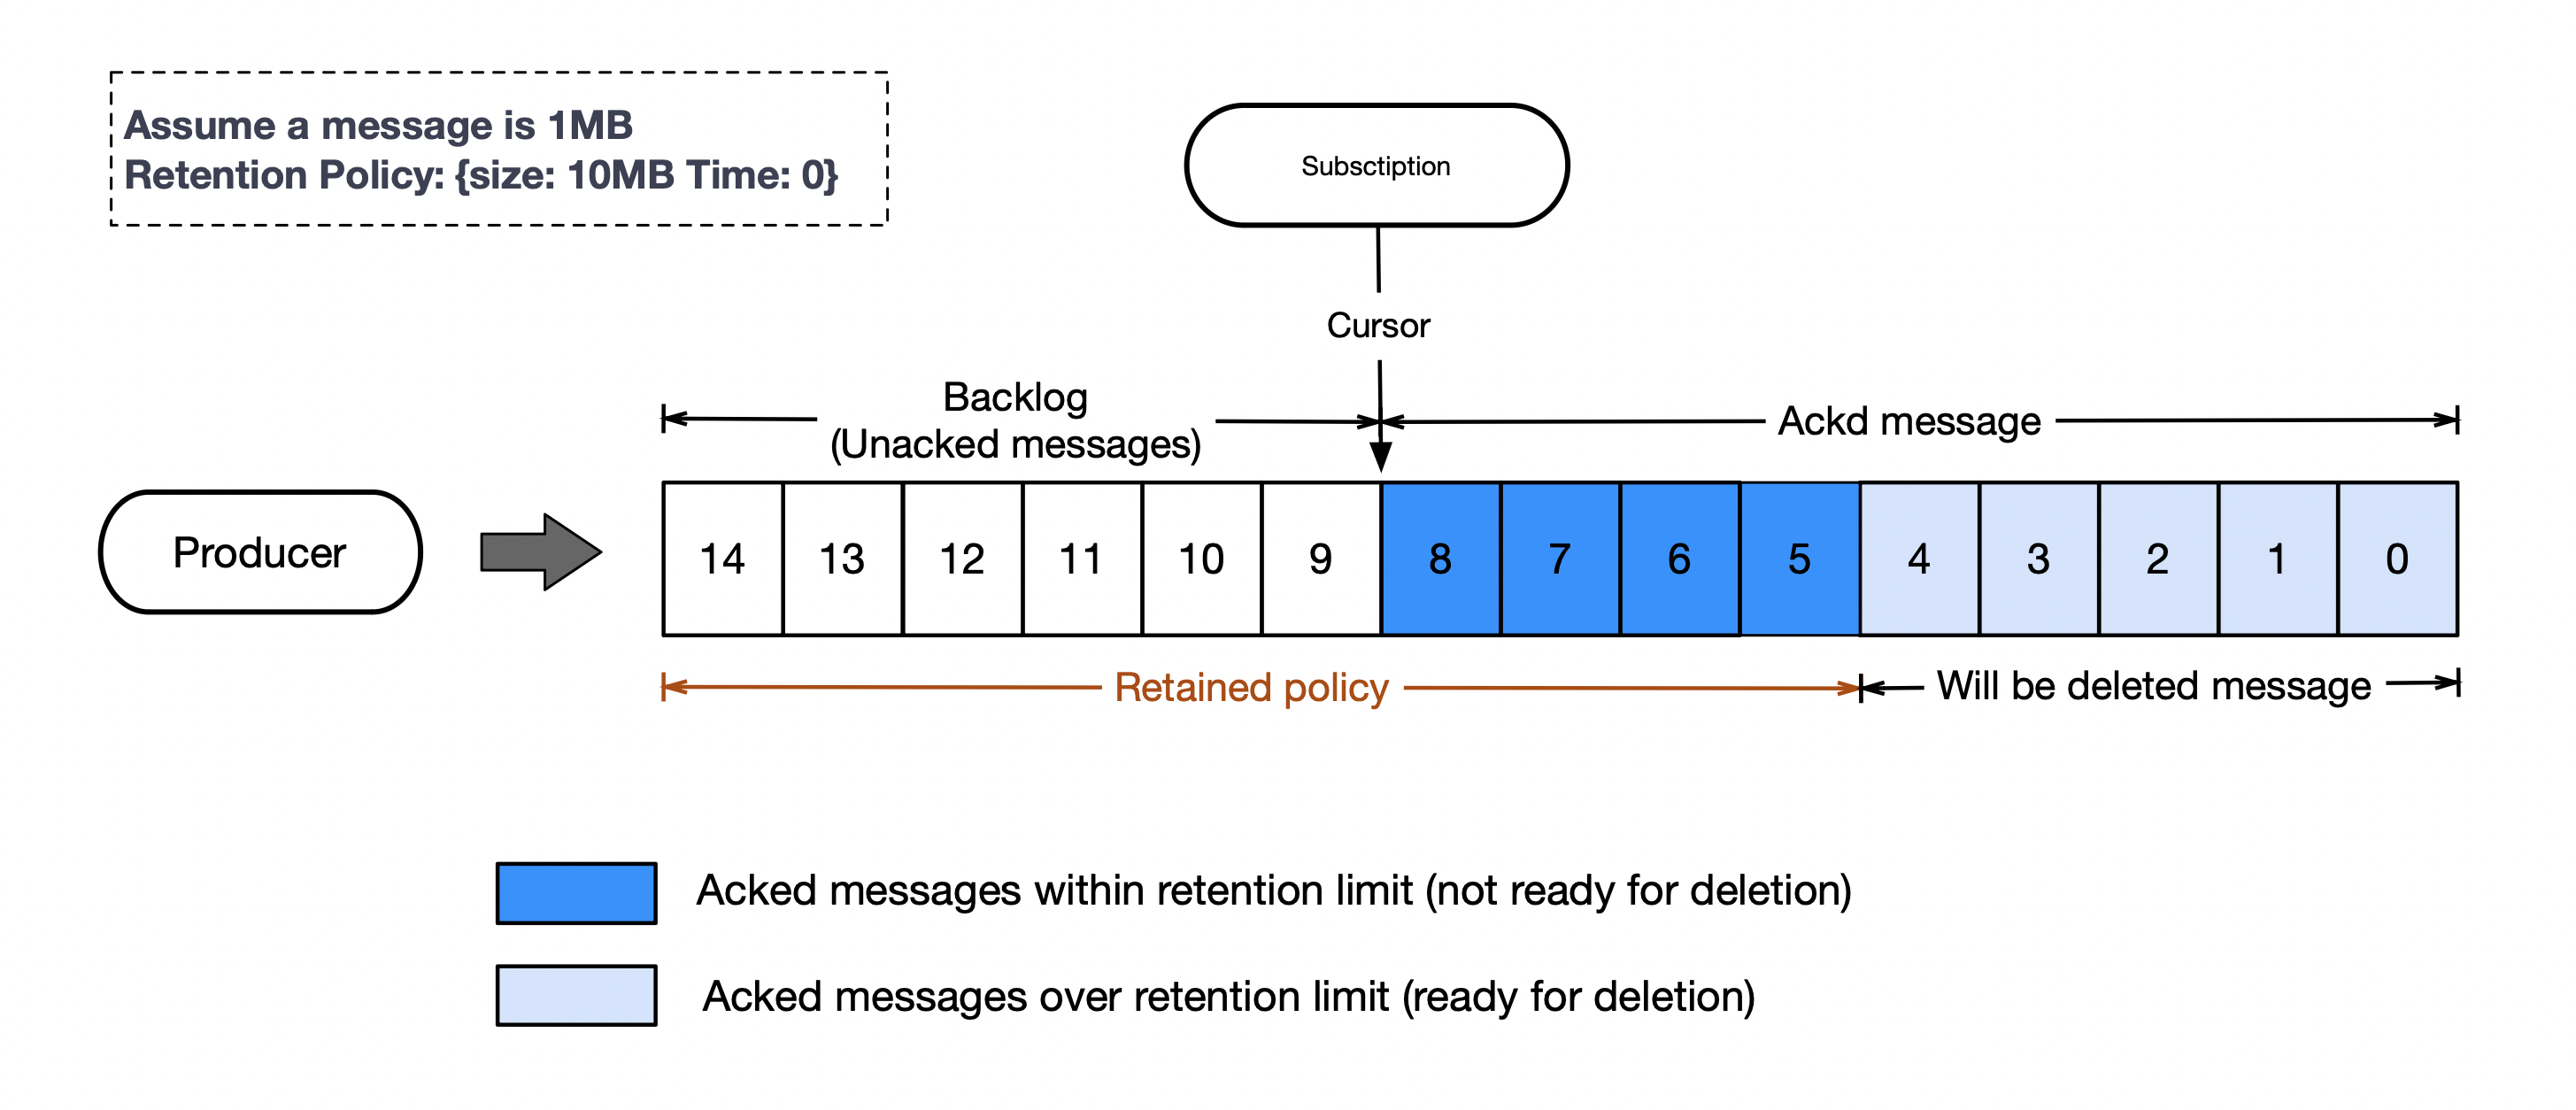 Assume a message is 1MB
Retention Policy: {size: 10MB Time: 0}
Subsctiption
Cursor
Backlog
(Unacked messages)
Ackd message
Producer
14 13 12 11 10 9 8 7 6 5 4 3 2 1 0
Retained policy
Will be deleted message
Acked messages within retention limit (not ready for deletion)
Acked messages over retention limit (ready for deletion)